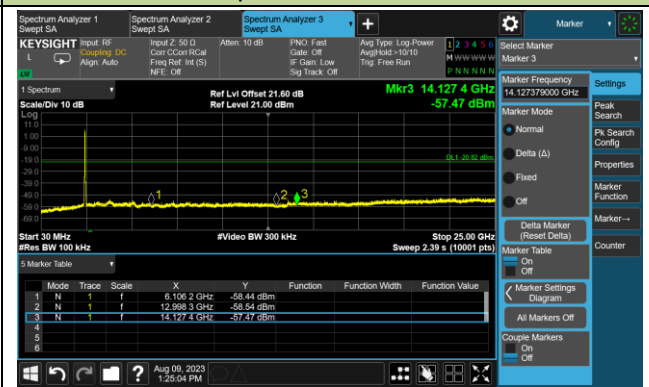 Spectrum Analyzer 1
Swept SA
Spectrum Analyzer 2
Swept SA
Spectrum Analyzer 3
Swept SA
Marker
KEYSIGHT
L
Input: RF
Coupling: DC
Align: Auto
Input Z: 50 Ω
Corr CCorr RCal
Freq Ref: Int (S)
NFE: Off
Atten: 10 dB
PNO: Fast
Gate: Off
IF Gain: Low
Sig Track: Off
Avg Type: Log-Power
Avg|Hold:>10/10
Trig: Free Run
1 2 3 4 5 6
M W W W W W
P N N N N N
LW
Select Marker
Marker 3
1 Spectrum
Scale/Div 10 dB
Log
Ref Lvl Offset 21.60 dB
Ref Level 21.00 dBm
Mkr3 14.127 4 GHz
-57.47 dBm
11.0
1.00
-9.00
-19.0
-29.0
-39.0
-49.0
-59.0
-69.0
DL1 -20.82 dBm
1
2
3
Start 30 MHz
#Res BW 100 kHz
#Video BW 300 kHz
Stop 25.00 GHz
Sweep 2.39 s (10001 pts)
5 Marker Table
Mode Trace Scale X Y Function Function Width Function Value
1 N 1 f 6.106 2 GHz -58.44 dBm
2 N 1 f 12.998 3 GHz -58.54 dBm
3 N 1 f 14.127 4 GHz -57.47 dBm
4
5
6
Marker Frequency
14.127379000 GHz
Marker Mode
Normal
Delta (Δ)
Fixed
Off
Delta Marker
(Reset Delta)
Marker Table
On
Off
Marker Settings
Diagram
All Markers Off
Couple Markers
On
Off
Settings
Peak
Search
Pk Search
Config
Properties
Marker
Function
Marker→
Counter
?
Aug 09, 2023
1:25:04 PM